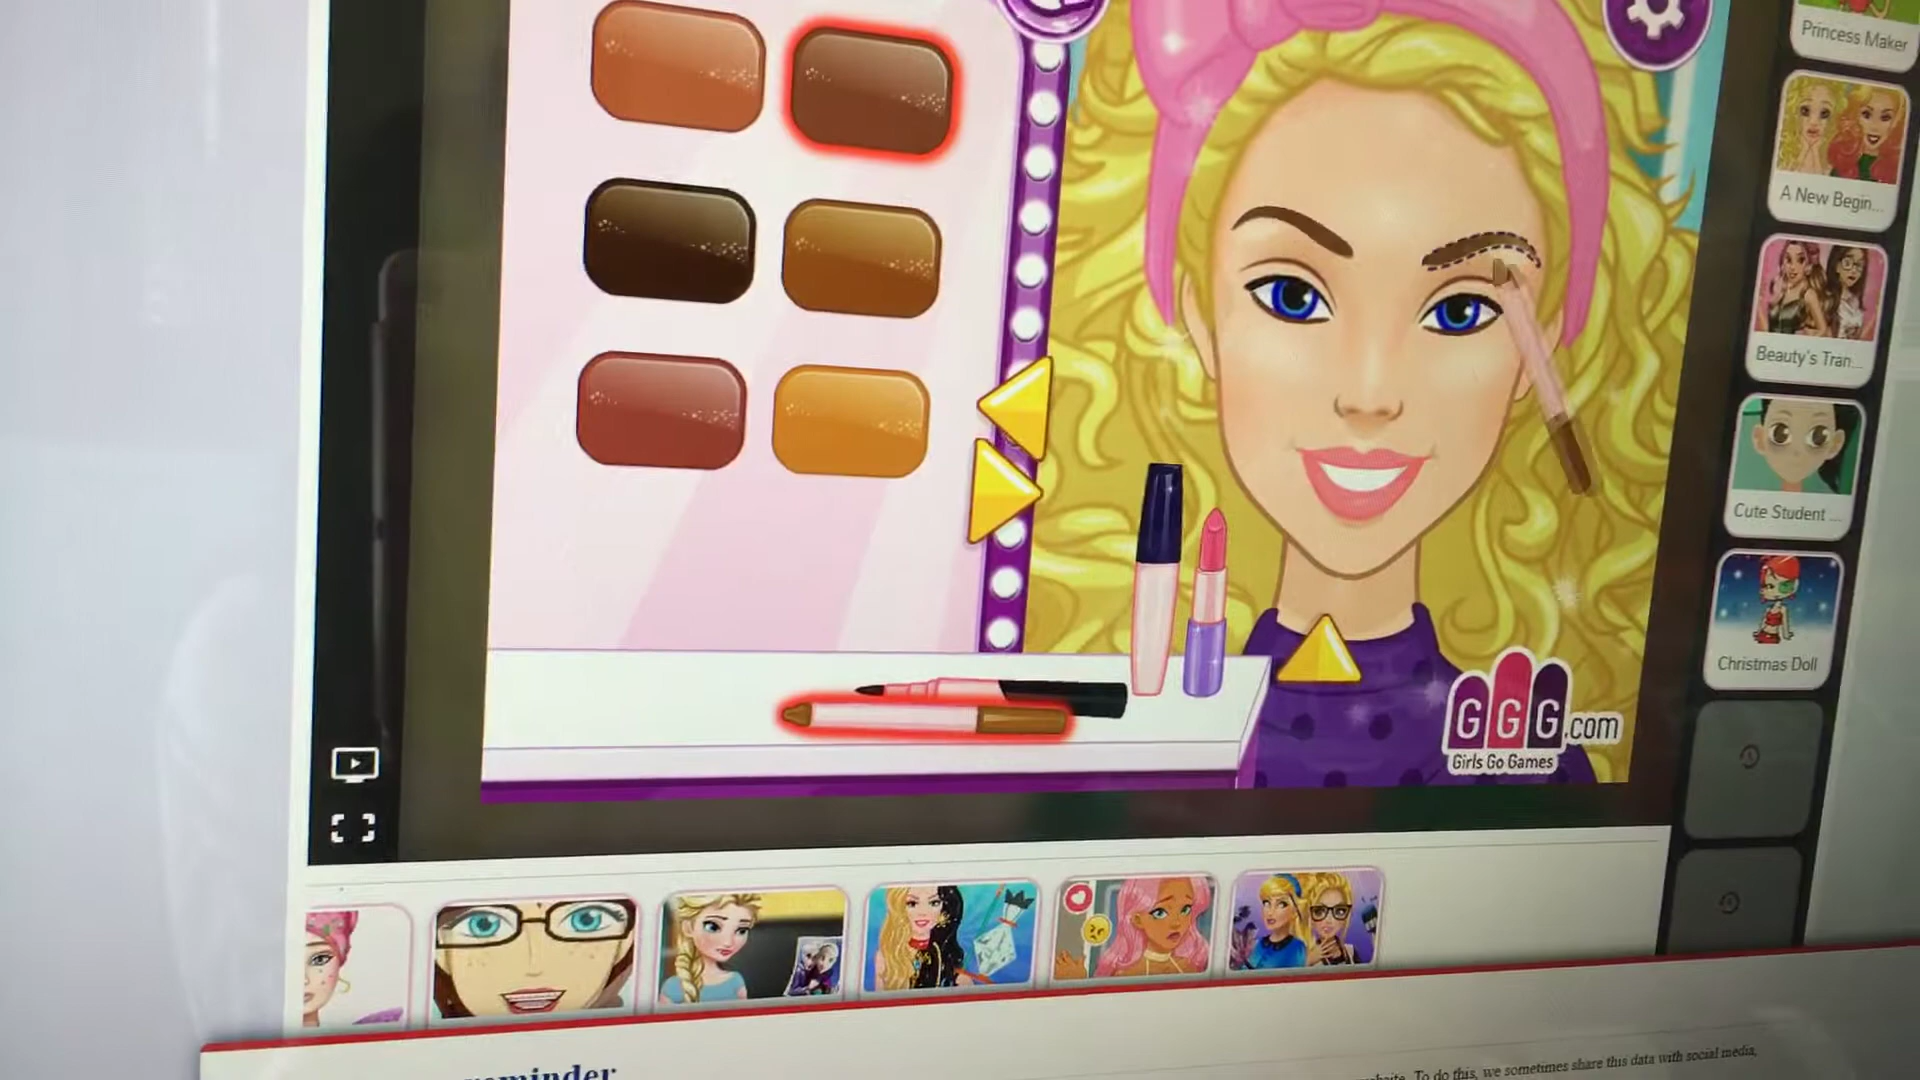 Princess Maker
A New Begin...
Beauty's Tran...
Cute Student ...
Christmas Doll
GGG.com
Girls Go Games
reminder
website. To do this, we sometimes share this data with social media,